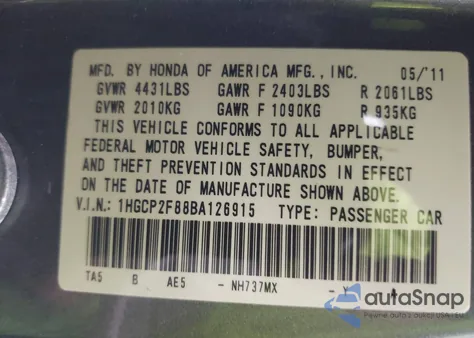 MFD. BY HONDA OF AMERICA MFG., INC. 05/'11
GVWR 4431LBS GAWR F 2403LBS R 2061LBS
GVWR 2010KG GAWR F 1090KG R 935KG
THIS VEHICLE CONFORMS TO ALL APPLICABLE
FEDERAL MOTOR VEHICLE SAFETY, BUMPER,
AND THEFT PREVENTION STANDARDS IN EFFECT
ON THE DATE OF MANUFACTURE SHOWN ABOVE.
V.I.N.: 1HGCP2F88BA126915 TYPE: PASSENGER CAR
TA5 B AE5 - NH737MX - Y
autoSnap